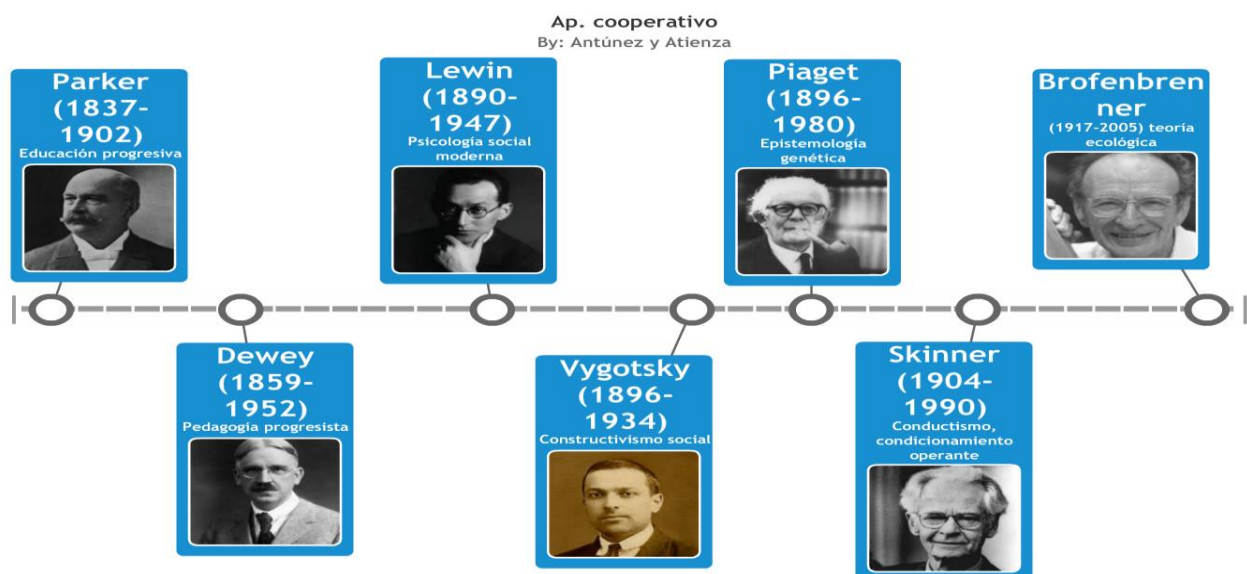 Ap. cooperativo
By: Antúnez y Atienza
Parker
(1837-
1902)
Educación progresiva
Dewey
(1859-
1952)
Pedagogía progresista
Lewin
(1890-
1947)
Psicología social
moderna
Vygotsky
(1896-
1934)
Constructivismo social
Piaget
(1896-
1980)
Epistemología
genética
Skinner
(1904-
1990)
Conductismo,
condicionamiento
operante
Brofenbren
ner
(1917-2005) teoría
ecológica